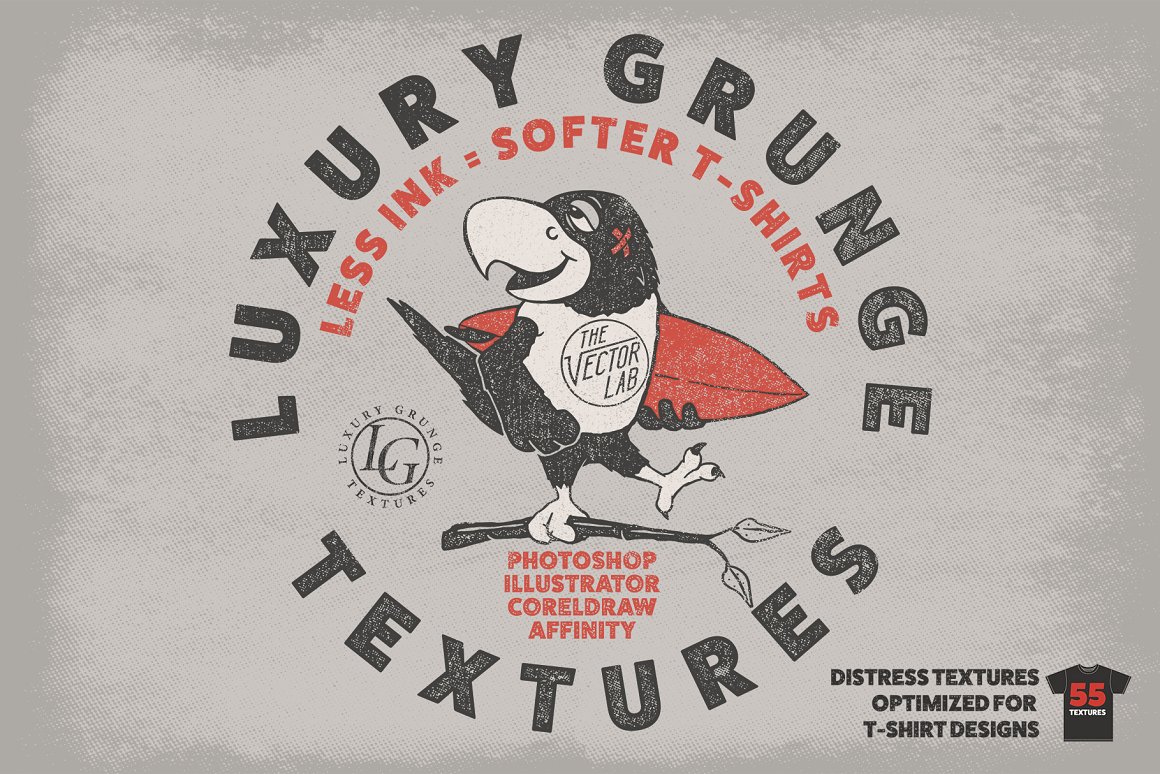 LUXURY GRUNGE
LESS INK = SOFTER T-SHIRTS
THE
VECTOR
LAB
LUXURY GRUNGE
LG
TEXTURES
PHOTOSHOP
ILLUSTRATOR
CORELDRAW
AFFINITY
TEXTURES
DISTRESS TEXTURES
OPTIMIZED FOR
T-SHIRT DESIGNS
55
TEXTURES